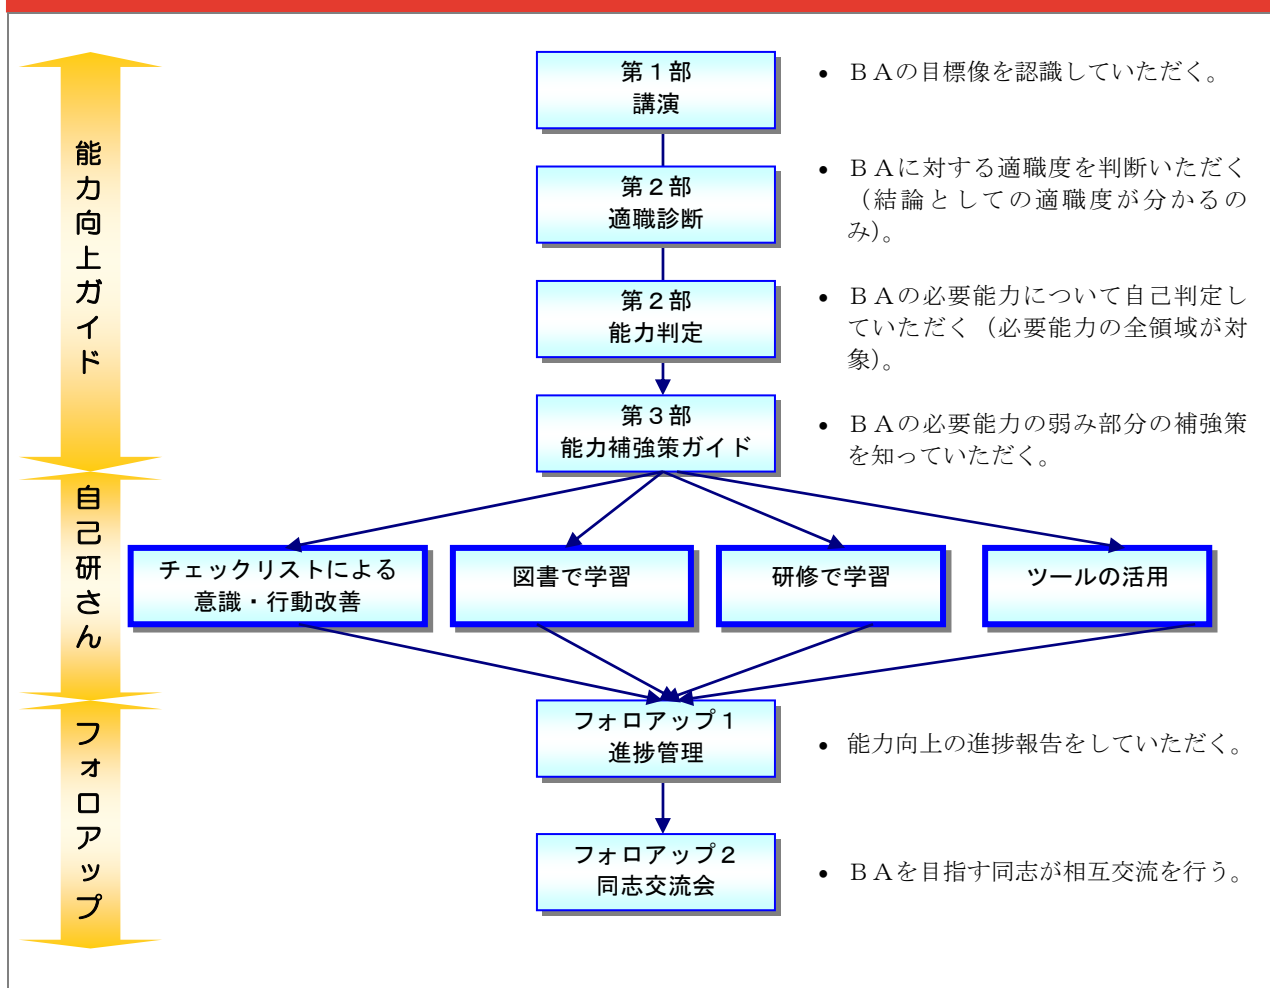 能力向上ガイド
第１部
講演
• ＢＡの目標像を認識していただく。
第２部
適職診断
• ＢＡに対する適職度を判断いただく
（結論としての適職度が分かるの
み）。
第２部
能力判定
• ＢＡの必要能力について自己判定し
ていただく（必要能力の全領域が対
象）。
第３部
能力補強策ガイド
• ＢＡの必要能力の弱み部分の補強策
を知っていただく。
自己研さん
チェックリストによる
意識・行動改善
図書で学習
研修で学習
ツールの活用
フォロアップ
フォロアップ１
進捗管理
• 能力向上の進捗報告をしていただく。
フォロアップ２
同志交流会
• ＢＡを目指す同志が相互交流を行う。